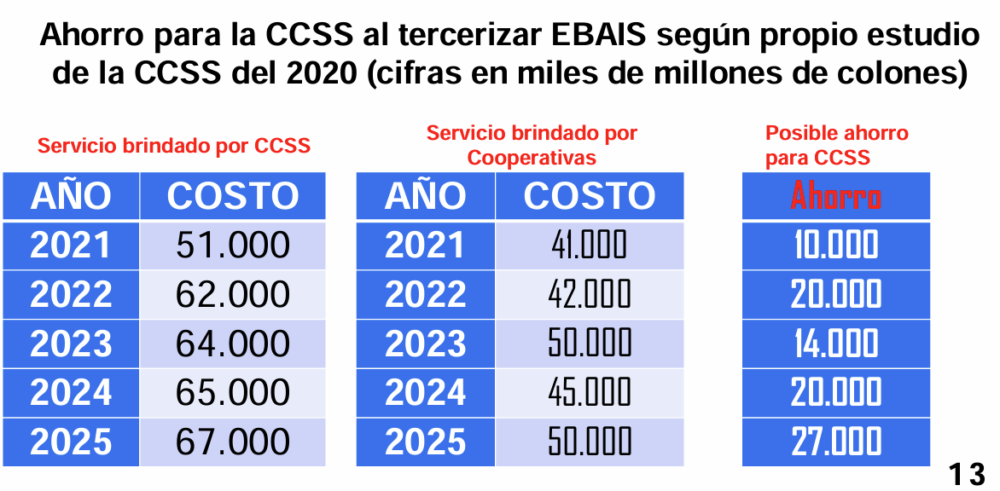 Ahorro para la CCSS al tercerizar EBAIS según propio estudio
de la CCSS del 2020 (cifras en miles de millones de colones)
Servicio brindado por CCSS
AÑO COSTO
2021 51.000
2022 62.000
2023 64.000
2024 65.000
2025 67.000
Servicio brindado por
Cooperativas
AÑO COSTO
2021 41.000
2022 42.000
2023 50.000
2024 45.000
2025 50.000
Posible ahorro
para CCSS
Ahorro
10.000
20.000
14.000
20.000
27.000
13